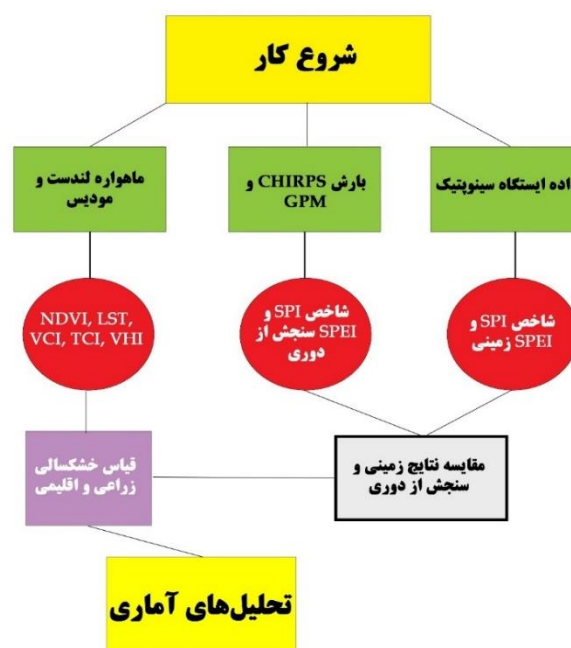 شروع کار
داده ایستگاه سینوپتیک
بارش CHIRPS و
GPM
ماهواره لندست و
مودیس
شاخص SPI و
SPEI زمینی
شاخص SPI و
SPEI سنجش از
دوری
NDVI, LST,
VCI, TCI, VHI
مقایسه نتایج زمینی و
سنجش از دوری
قیاس خشکسالی
زراعی و اقلیمی
تحلیل‌های آماری